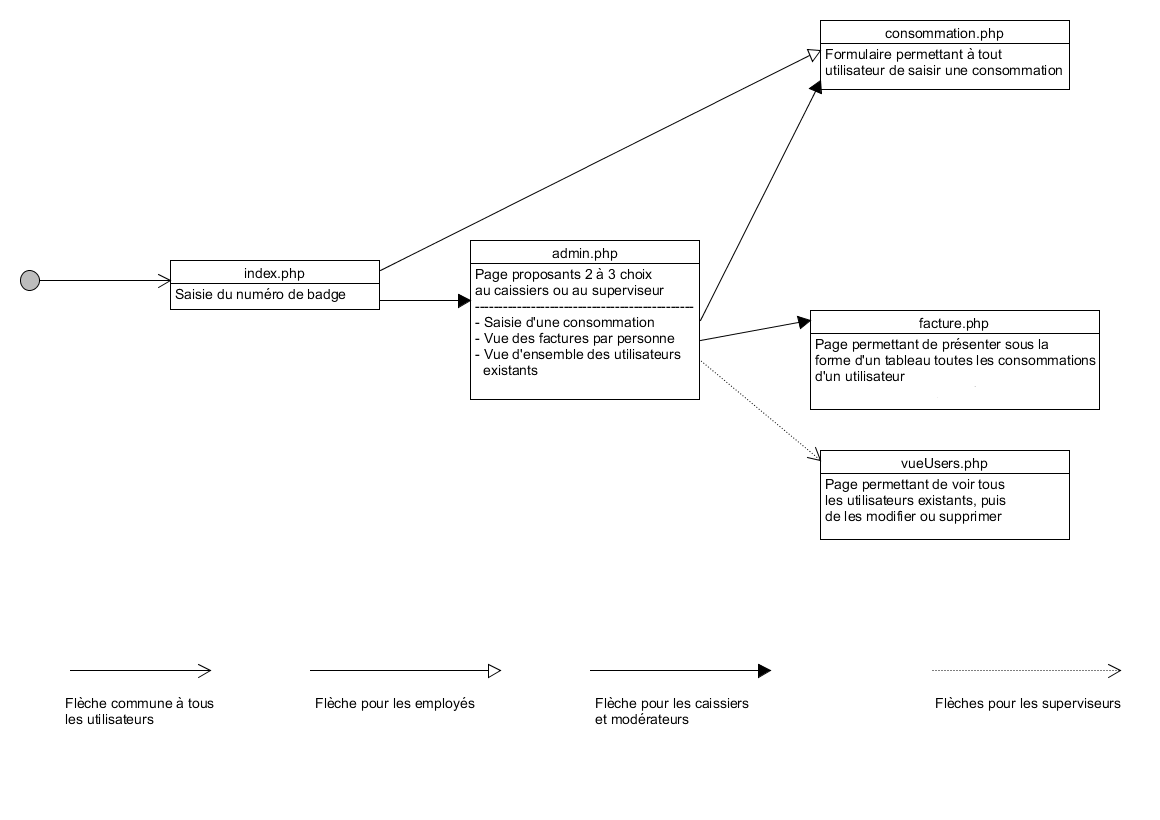 consommation.php
Formulaire permettant à tout
utilisateur de saisir une consommation
index.php
Saisie du numéro de badge
admin.php
Page proposants 2 à 3 choix
au caissiers ou au superviseur
- Saisie d'une consommation
- Vue des factures par personne
- Vue d'ensemble des utilisateurs
existants
facture.php
Page permettant de présenter sous la
forme d'un tableau toutes les consommations
d'un utilisateur
vueUsers.php
Page permettant de voir tous
les utilisateurs existants, puis
de les modifier ou supprimer
Flèche commune à tous
les utilisateurs
Flèche pour les employés
Flèche pour les caissiers
et modérateurs
Flèches pour les superviseurs